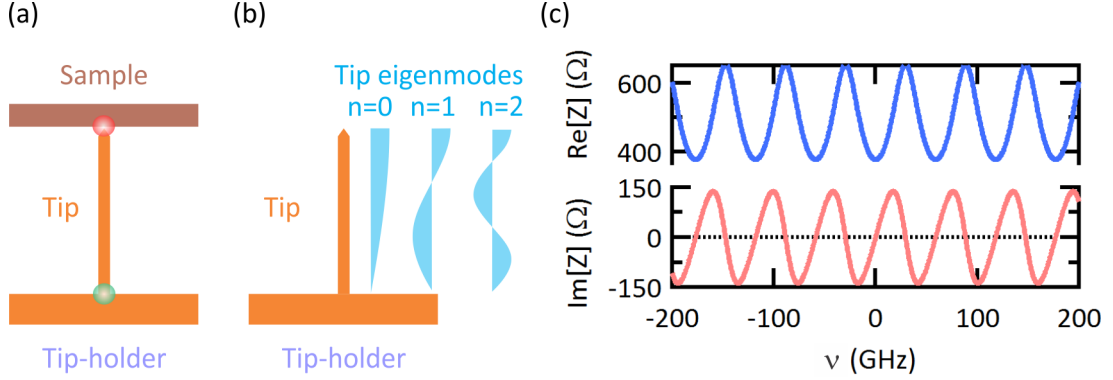 (a)
Sample
Tip
Tip-holder
(b)
Tip eigenmodes
n=0 n=1 n=2
Tip
Tip-holder
(c)
Re[Z] (Ω)
600
400
Im[Z] (Ω)
150
0
-150
-200 -100 0 100 200
ν (GHz)